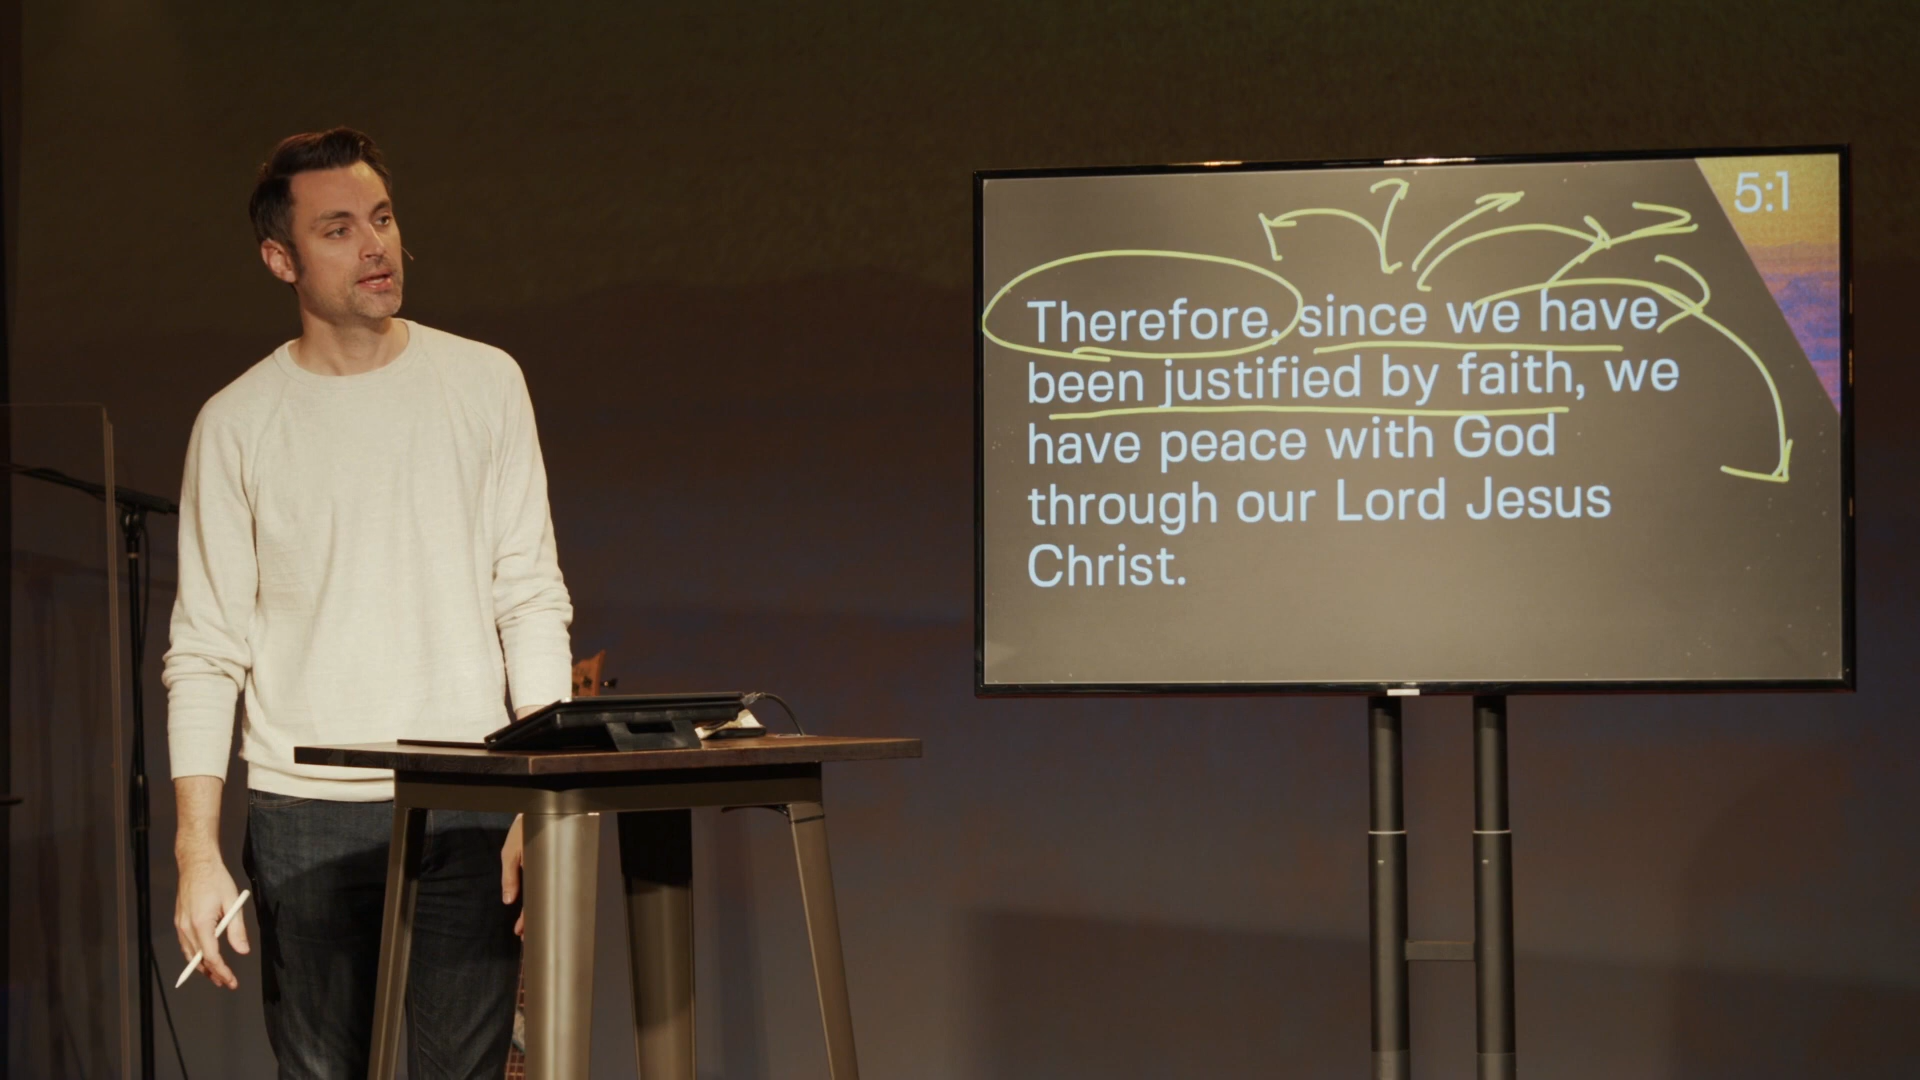 5:1
Therefore, since we have
been justified by faith, we
have peace with God
through our Lord Jesus
Christ.